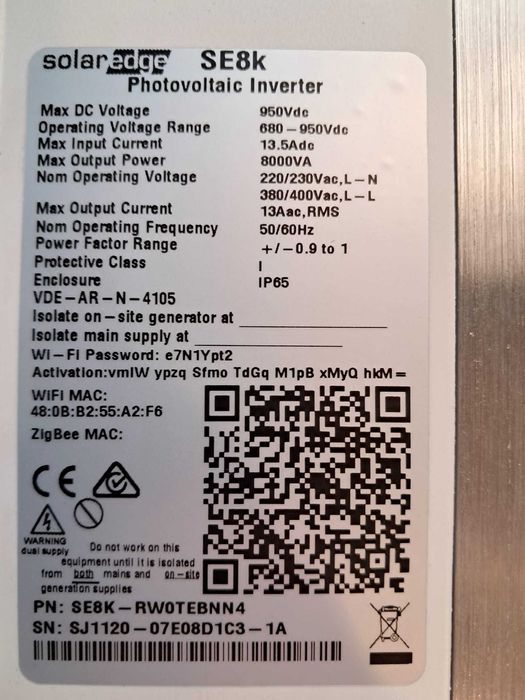 solaredge SE8k
Photovoltaic Inverter
Max DC Voltage 950Vdc
Operating Voltage Range 680-950Vdc
Max Input Current 13.5Adc
Max Output Power 8000VA
Nom Operating Voltage 220/230Vac,L-N
380/400Vac,L-L
Max Output Current 13Aac,RMS
Nom Operating Frequency 50/60Hz
Power Factor Range +/-0.9 to 1
Protective Class I
Enclosure IP65
VDE-AR-N-4105
Isolate on-site generator at
Isolate main supply at
WI-FI Password: e7N1Ypt2
Activation:vmlW ypzq Sfmo TdGq M1pB xMyQ hkM=
WIFI MAC:
48:0B:B2:55:A2:F6
ZigBee MAC:
CE
WARNING
dual supply
Do not work on this
equipment until it is isolated
from both mains and on-site
generation supplies
PN: SE8K-RW0TEBNN4
SN: SJ1120-07E08D1C3-1A